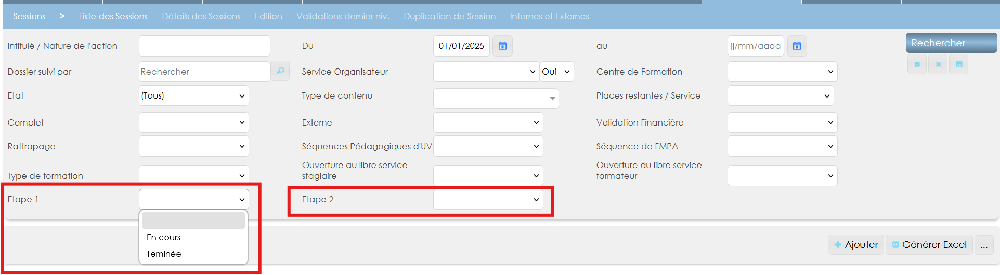 Sessions > Liste des Sessions Détails des Sessions Edition Validations dernier niv. Duplication de Session Internes et Externes
Intitulé / Nature de l'action Du 01/01/2025 au jj/mm/aaaa Rechercher
Dossier suivi par Rechercher Service Organisateur Oui Centre de Formation
Etat (Tous) Type de contenu Places restantes / Service
Complet Externe Validation Financière
Rattrapage Séquences Pédagogiques d'UV Séquence de FMPA
Type de formation Ouverture au libre service stagiaire Ouverture au libre service formateur
Etape 1 Etape 2
En cours
Teminée
Ajouter Générer Excel ...